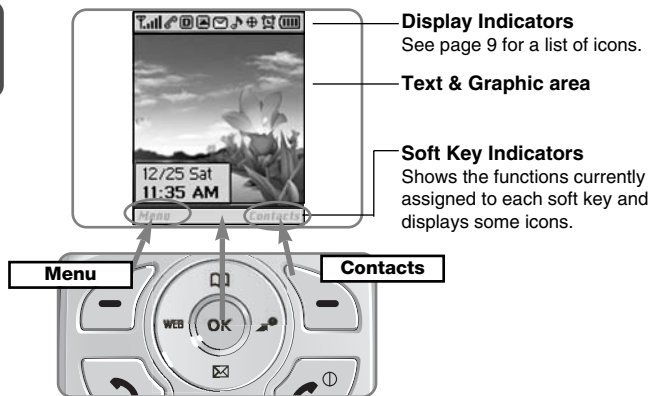 Display Indicators
See page 9 for a list of icons.
Text & Graphic area
12/25 Sat
11:35 AM
Soft Key Indicators
Shows the functions currently
assigned to each soft key and
displays some icons.
Menu
Contacts
Menu
Contacts
WEB
OK